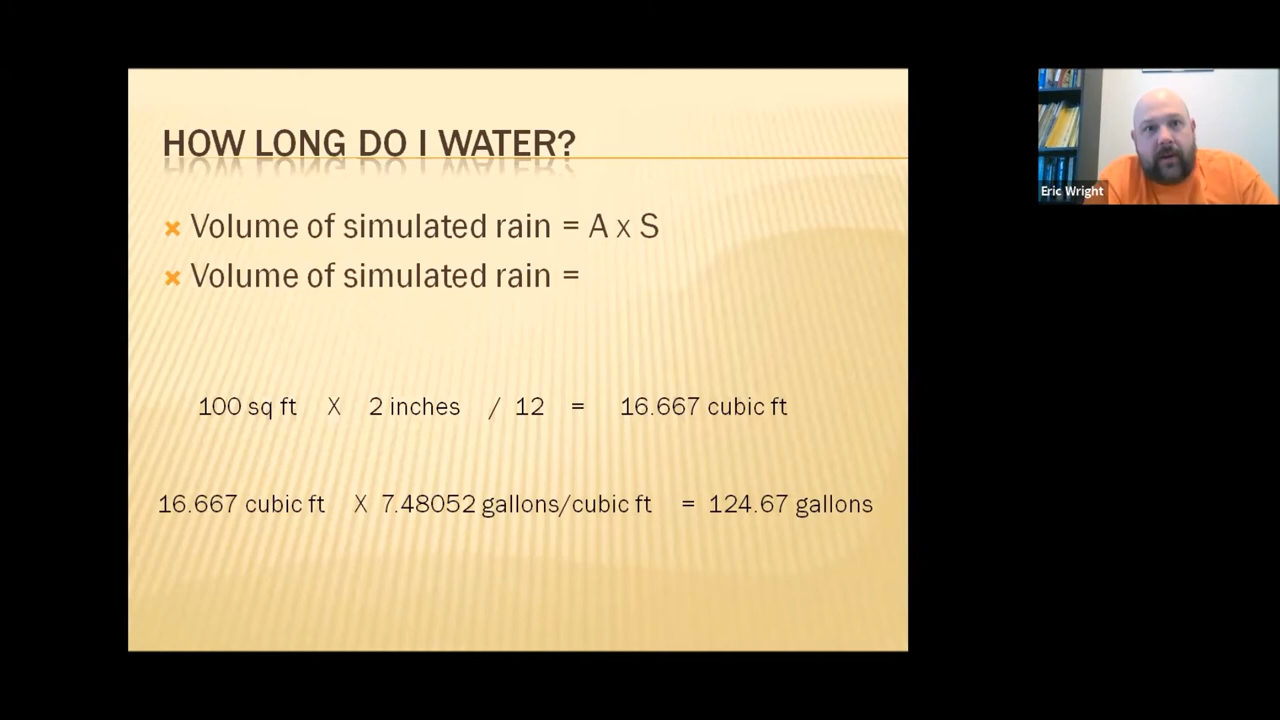 HOW LONG DO I WATER?
Volume of simulated rain = A x S
Volume of simulated rain =
100 sq ft X 2 inches / 12 = 16.667 cubic ft
16.667 cubic ft X 7.48052 gallons/cubic ft = 124.67 gallons
Eric Wright